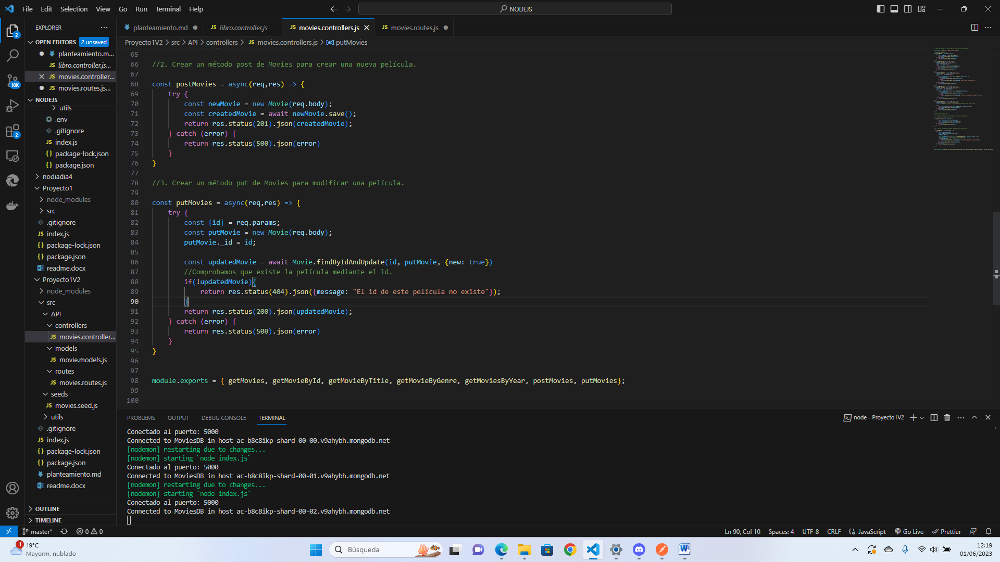 File Edit Selection View Go Run Terminal Help
NODEJS
EXPLORER
OPEN EDITORS 2 unsaved
planteamiento.m...
libro.controller.js...
movies.controller...
movies.routes.js...
NODEJS
utils
.env
.gitignore
index.js
package-lock.json
package.json
nodiadia4
Proyecto1
node_modules
src
.gitignore
index.js
package-lock.json
package.json
readme.docx
Proyecto1V2
node_modules
src
API
controllers
movies.controller...
models
movie.models.js
routes
movies.routes.js
seeds
movies.seed.js
utils
.gitignore
index.js
package-lock.json
package.json
planteamiento.md
readme.docx
OUTLINE
TIMELINE
planteamiento.md libro.controller.js movies.controllers.js movies.routes.js
Proyecto1V2 > src > API > controllers > JS movies.controllers.js > putMovies
65
66 //2. Crear un método post de Movies para crear una nueva película.
67
68 const postMovies = async(req,res) => {
69 try {
70 const newMovie = new Movie(req.body);
71 const createdMovie = await newMovie.save();
72 return res.status(201).json(createdMovie);
73 } catch (error) {
74 return res.status(500).json(error)
75 }
76 }
77
78 //3. Crear un método put de Movies para modificar una película.
79
80 const putMovies = async(req,res) => {
81 try {
82 const {id} = req.params;
83 const putMovie = new Movie(req.body);
84 putMovie._id = id;
85
86 const updatedMovie = await Movie.findByIdAndUpdate(id, putMovie, {new: true})
87 //Comprobamos que existe la película mediante el id.
88 if(!updatedMovie){
89 return res.status(404).json({message: "El id de este película no existe"});
90 }
91 return res.status(200).json(updatedMovie);
92 } catch (error) {
93 return res.status(500).json(error)
94 }
95 }
96
97
98 module.exports = { getMovies, getMovieById, getMovieByTitle, getMovieByGenre, getMoviesByYear, postMovies, putMovies};
99
100
PROBLEMS OUTPUT DEBUG CONSOLE TERMINAL
node - Proyecto1V2
Conectado al puerto: 5000
Connected to MoviesDB in host ac-b8c8ikp-shard-00-00.v9ahybh.mongodb.net
[nodemon] restarting due to changes...
[nodemon] starting `node index.js`
Conectado al puerto: 5000
Connected to MoviesDB in host ac-b8c8ikp-shard-00-01.v9ahybh.mongodb.net
[nodemon] restarting due to changes...
[nodemon] starting `node index.js`
Conectado al puerto: 5000
Connected to MoviesDB in host ac-b8c8ikp-shard-00-02.v9ahybh.mongodb.net
master* 0 0
Ln 90, Col 10 Spaces: 4 UTF-8 CRLF JavaScript Go Live Prettier
1
19°C
Mayorm. nublado
Búsqueda
12:19
01/06/2023